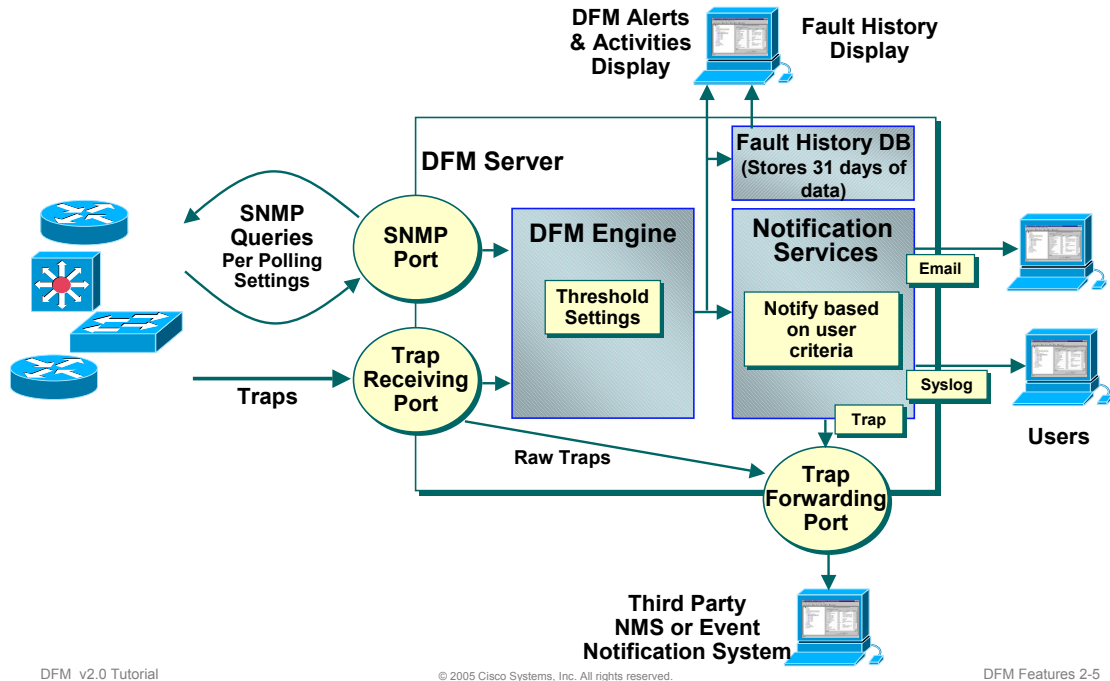 DFM Alerts
& Activities
Display
Fault History
Display
DFM Server
Fault History DB
(Stores 31 days of
data)
SNMP
Queries
Per Polling
Settings
SNMP
Port
DFM Engine
Threshold
Settings
Notification
Services
Notify based
on user
criteria
Email
Syslog
Trap
Users
Traps
Trap
Receiving
Port
Raw Traps
Trap
Forwarding
Port
Third Party
NMS or Event
Notification System
DFM v2.0 Tutorial
© 2005 Cisco Systems, Inc. All rights reserved.
DFM Features 2-5